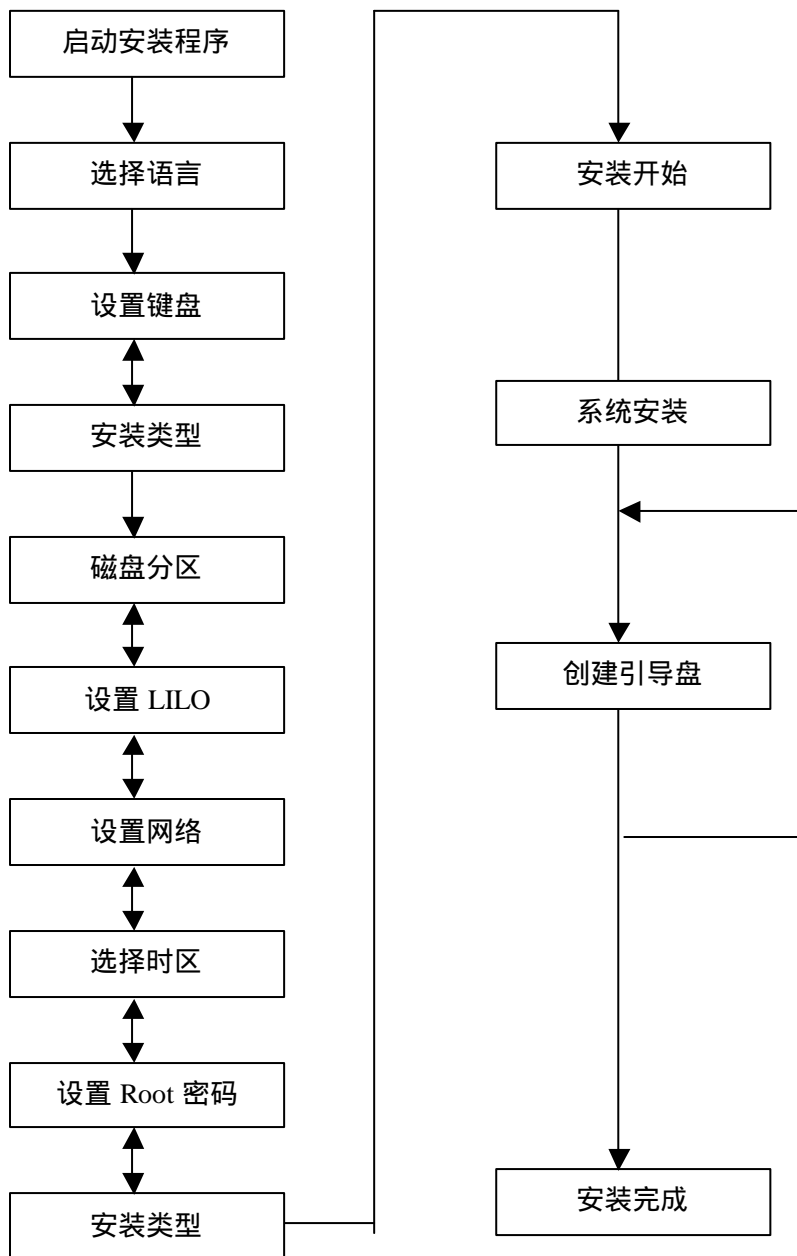 启动安装程序
选择语言
设置键盘
安装类型
磁盘分区
设置 LILO
设置网络
选择时区
设置 Root 密码
安装类型
安装开始
系统安装
创建引导盘
安装完成